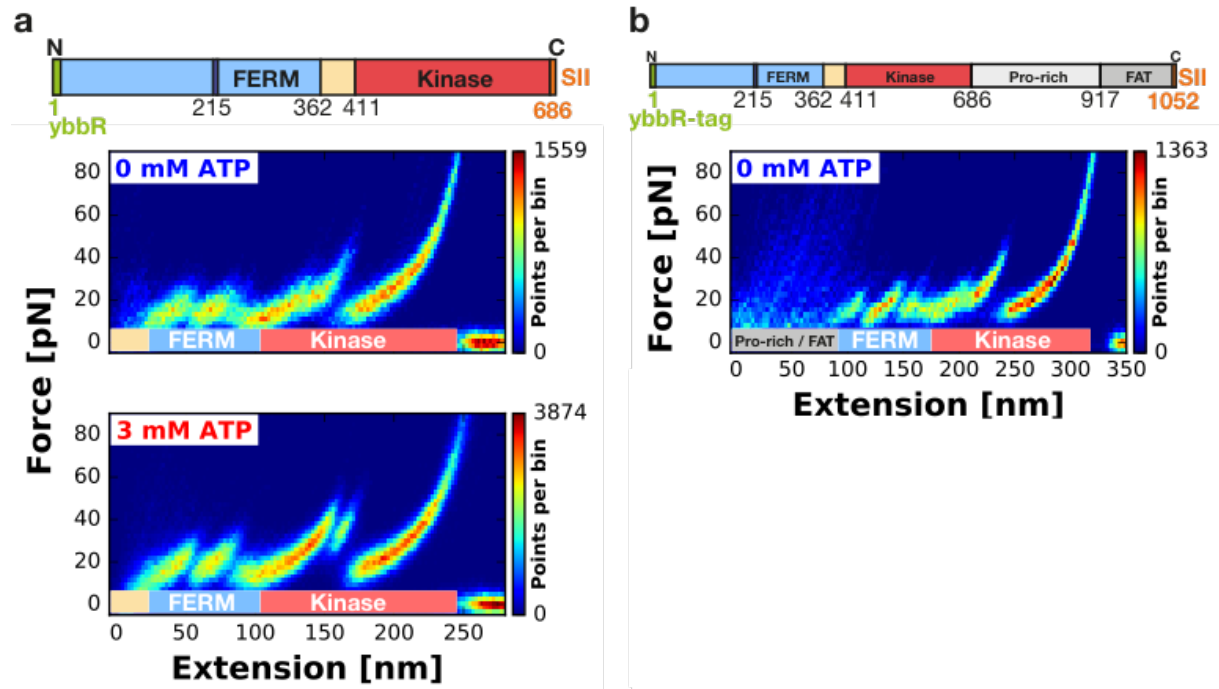 a
N C
FERM Kinase SII
1 215 362 411 686
ybbR
0 mM ATP
1559
Points per bin
0
80
60
40
20
0
FERM Kinase
3 mM ATP
3874
Points per bin
0
80
60
40
20
0
FERM Kinase
0 50 100 150 200 250
Force [pN]
Extension [nm]
b
N C
FERM Kinase Pro-rich FAT SII
1 215 362 411 686 917 1052
ybbR-tag
0 mM ATP
1363
Points per bin
0
80
60
40
20
0
Pro-rich / FAT FERM Kinase
0 50 100 150 200 250 300 350
Force [pN]
Extension [nm]